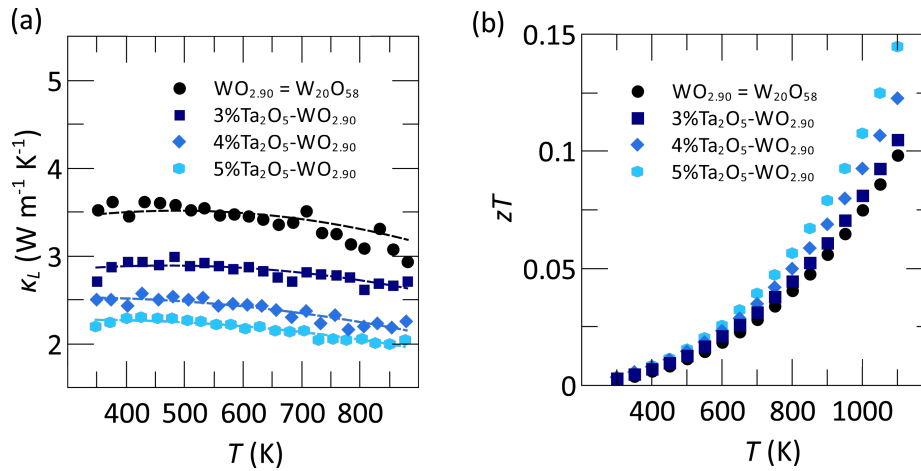 (a)
5
4
3
2
κL (W m⁻¹ K⁻¹)
WO₂.₉₀ = W₂₀O₅₈
3%Ta₂O₅-WO₂.₉₀
4%Ta₂O₅-WO₂.₉₀
5%Ta₂O₅-WO₂.₉₀
400 500 600 700 800
T (K)
(b)
0.15
0.1
0.05
0
zT
WO₂.₉₀ = W₂₀O₅₈
3%Ta₂O₅-WO₂.₉₀
4%Ta₂O₅-WO₂.₉₀
5%Ta₂O₅-WO₂.₉₀
400 600 800 1000
T (K)